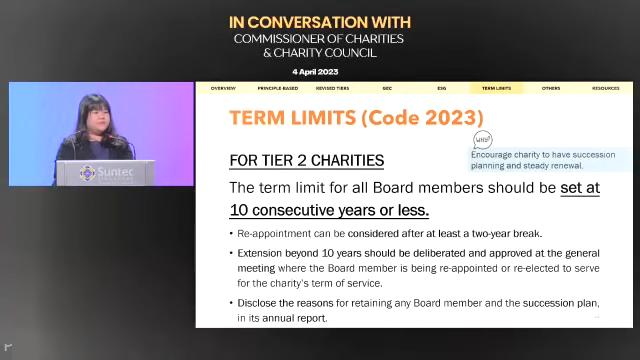 IN CONVERSATION WITH
COMMISSIONER OF CHARITIES
& CHARITY COUNCIL
4 April 2023
OVERVIEW PRINCIPLE-BASED REVISED TIERS GEC ESG TERM LIMITS OTHERS RESOURCES
TERM LIMITS (Code 2023)
WHY?
Encourage charity to have succession
planning and steady renewal.
FOR TIER 2 CHARITIES
The term limit for all Board members should be set at
10 consecutive years or less.
• Re-appointment can be considered after at least a two-year break.
• Extension beyond 10 years should be deliberated and approved at the general
meeting where the Board member is being re-appointed or re-elected to serve
for the charity's term of service.
• Disclose the reasons for retaining any Board member and the succession plan,
in its annual report.
Suntec